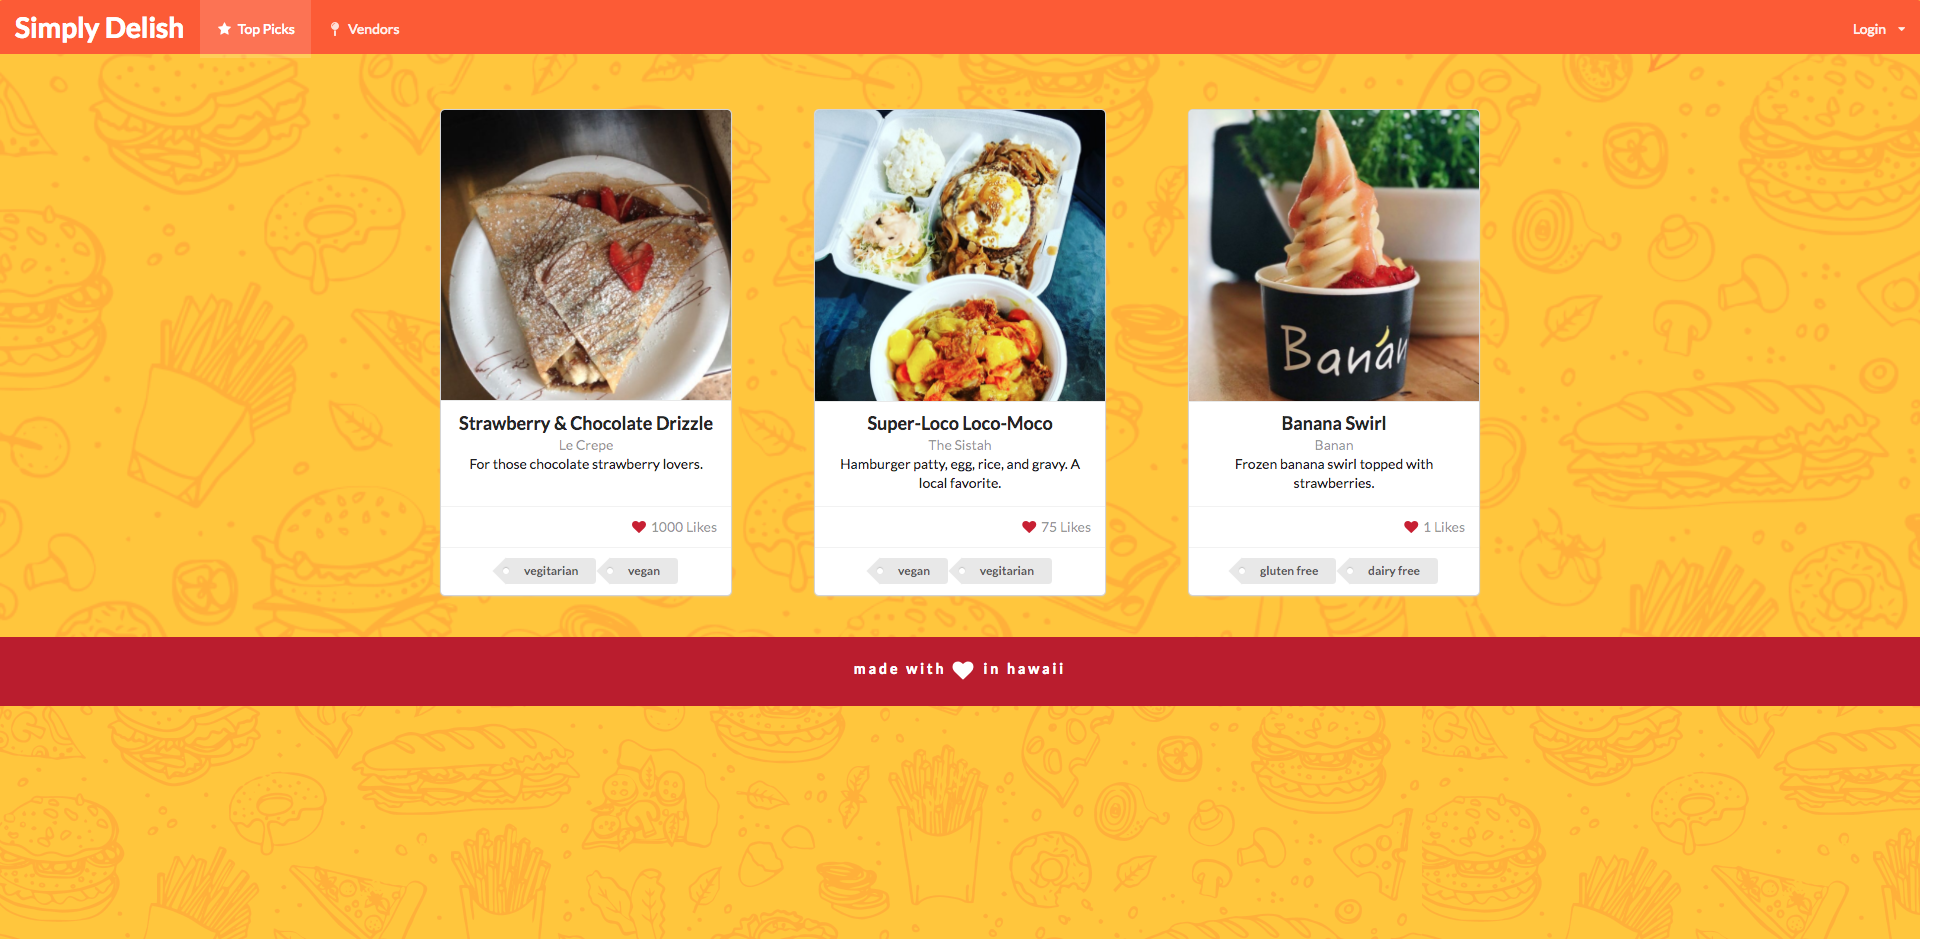 Simply Delish
Top Picks
Vendors
Login
Banán
Strawberry & Chocolate Drizzle
Le Crepe
For those chocolate strawberry lovers.
1000 Likes
vegitarian
vegan
Super-Loco Loco-Moco
The Sistah
Hamburger patty, egg, rice, and gravy. A
local favorite.
75 Likes
vegan
vegitarian
Banana Swirl
Banan
Frozen banana swirl topped with
strawberries.
1 Likes
gluten free
dairy free
made with in hawaii